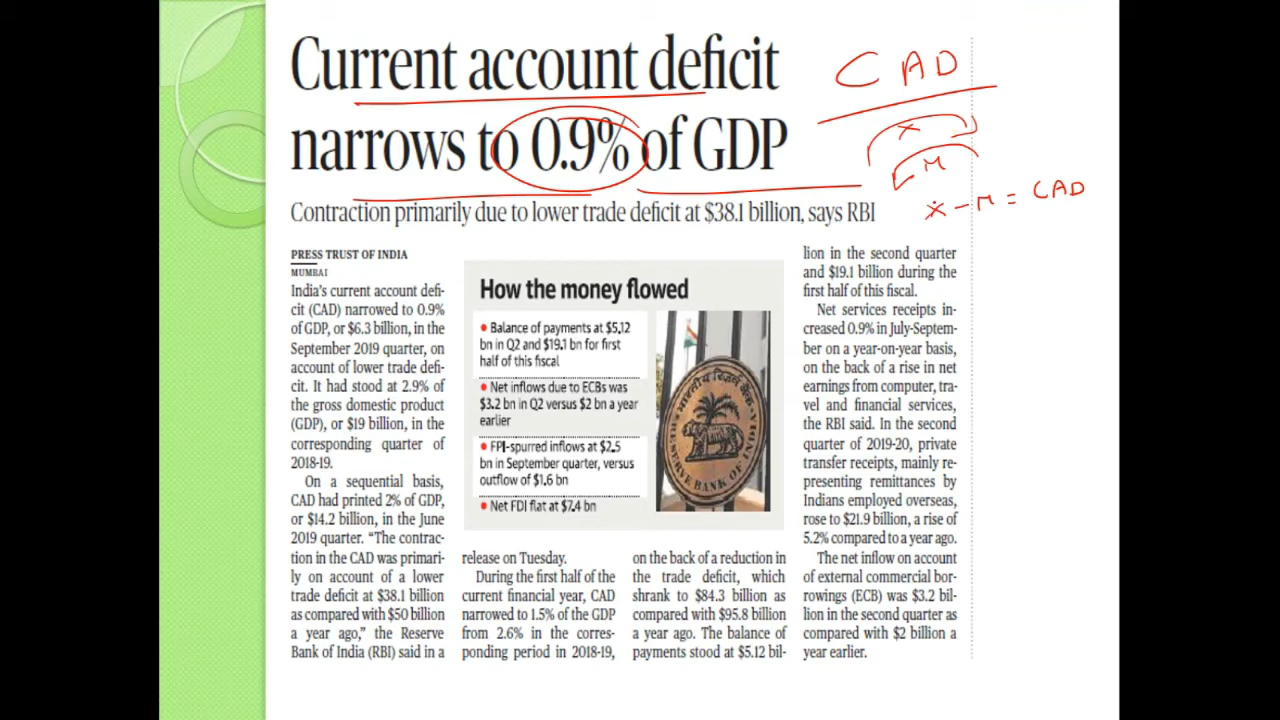 Current account deficit
narrows to 0.9% of GDP
Contraction primarily due to lower trade deficit at $38.1 billion, says RBI
CAD
X
M
X - M = CAD
PRESS TRUST OF INDIA
MUMBAI
India's current account defi-
cit (CAD) narrowed to 0.9%
of GDP, or $6.3 billion, in the
September 2019 quarter, on
account of lower trade defi-
cit. It had stood at 2.9% of
the gross domestic product
(GDP), or $19 billion, in the
corresponding quarter of
2018-19.
On a sequential basis,
CAD had printed 2% of GDP,
or $14.2 billion, in the June
2019 quarter. “The contrac-
tion in the CAD was primari-
ly on account of a lower
trade deficit at $38.1 billion
as compared with $50 billion
a year ago,” the Reserve
Bank of India (RBI) said in a
How the money flowed
• Balance of payments at $5.12
bn in Q2 and $19.1 bn for first
half of this fiscal
• Net inflows due to ECBs was
$3.2 bn in Q2 versus $2 bn a year
earlier
• FPI-spurred inflows at $2.5
bn in September quarter, versus
outflow of $1.6 bn
• Net FDI flat at $7.4 bn
भारतीय रिज़र्व बैंक
RESERVE BANK OF INDIA
release on Tuesday.
During the first half of the
current financial year, CAD
narrowed to 1.5% of the GDP
from 2.6% in the corres-
ponding period in 2018-19,
on the back of a reduction in
the trade deficit, which
shrank to $84.3 billion as
compared with $95.8 billion
a year ago. The balance of
payments stood at $5.12 bil-
lion in the second quarter
and $19.1 billion during the
first half of this fiscal.
Net services receipts in-
creased 0.9% in July-Septem-
ber on a year-on-year basis,
on the back of a rise in net
earnings from computer, tra-
vel and financial services,
the RBI said. In the second
quarter of 2019-20, private
transfer receipts, mainly re-
presenting remittances by
Indians employed overseas,
rose to $21.9 billion, a rise of
5.2% compared to a year ago.
The net inflow on account
of external commercial bor-
rowings (ECB) was $3.2 bil-
lion in the second quarter as
compared with $2 billion a
year earlier.